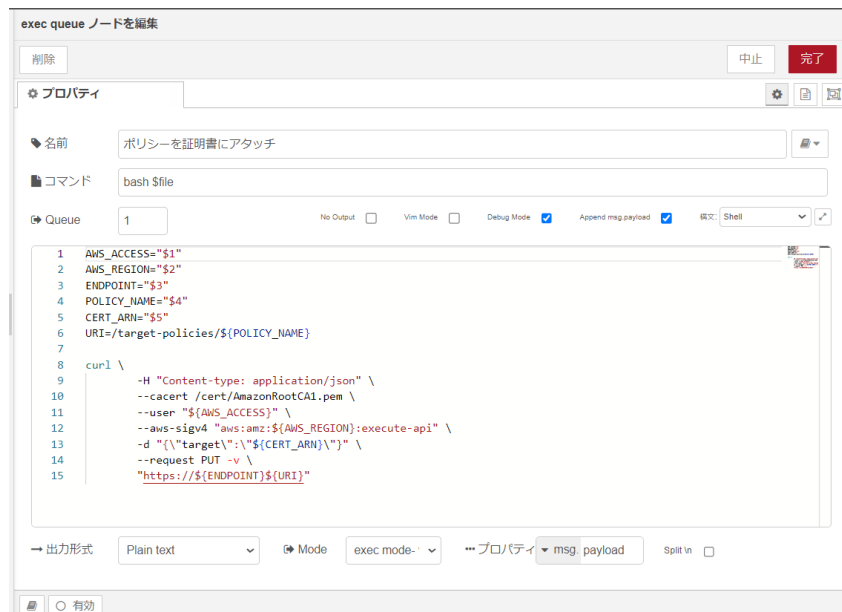 exec queue ノードを編集
削除 中止 完了
プロパティ
名前 ポリシーを証明書にアタッチ
コマンド bash $file
Queue 1 No Output Vim Mode Debug Mode Append msg.payload 構文: Shell
1 AWS_ACCESS="$1"
2 AWS_REGION="$2"
3 ENDPOINT="$3"
4 POLICY_NAME="$4"
5 CERT_ARN="$5"
6 URI=/target-policies/${POLICY_NAME}
7
8 curl \
9 -H "Content-type: application/json" \
10 --cacert /cert/AmazonRootCA1.pem \
11 --user "${AWS_ACCESS}" \
12 --aws-sigv4 "aws:amz:${AWS_REGION}:execute-api" \
13 -d "{\"target\":\"${CERT_ARN}\"}" \
14 --request PUT -v \
15 "https://${ENDPOINT}${URI}"
出力形式 Plain text Mode exec mode- プロパティ msg. payload Split \n
有効